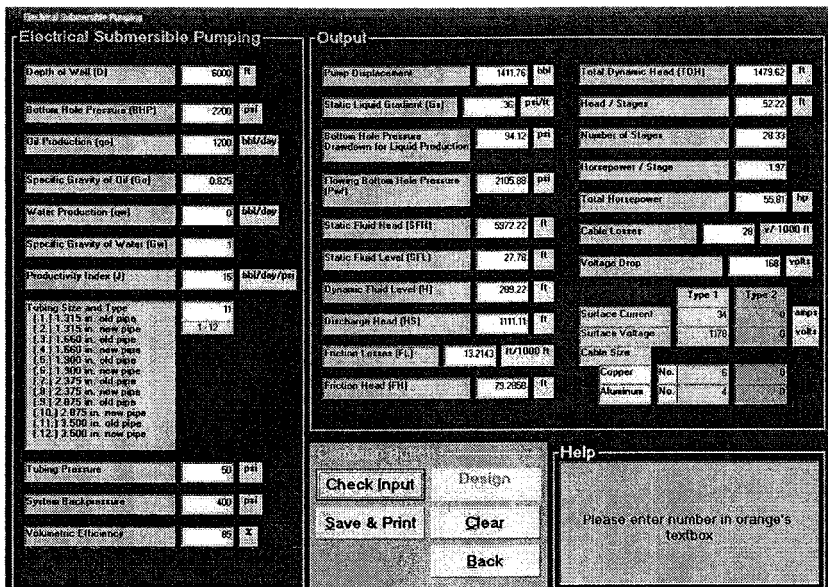 Electrical Submersible Pumping
Electrical Submersible Pumping
Depth of Well (D) 6000 ft
Bottom Hole Pressure (BHP) 2200 psi
Oil Production (qo) 1200 bbl/day
Specific Gravity of Oil (Go) 0.825
Water Production (qw) 0 bbl/day
Specific Gravity of Water (Gw) 1
Productivity Index (J) 15 bbl/day/psi
Tubing Size and Type 11
1-12
[.1.] 1.315 in. old pipe
[.2.] 1.315 in. new pipe
[.3.] 1.660 in. old pipe
[.4.] 1.660 in. new pipe
[.5.] 1.900 in. old pipe
[.6.] 1.900 in. new pipe
[.7.] 2.375 in. old pipe
[.8.] 2.375 in. new pipe
[.9.] 2.875 in. old pipe
[.10.] 2.875 in. new pipe
[.11.] 3.500 in. old pipe
[.12.] 3.500 in. new pipe
Tubing Pressure 50 psi
System Backpressure 400 psi
Volumetric Efficiency 85 %
Output
Pump Displacement 1411.76 bbl
Static Liquid Gradient (Gs) .36 psi/ft
Bottom Hole Pressure
Drawdown for Liquid Production 94.12 psi
Flowing Bottom Hole Pressure
(Pwf) 2105.88 psi
Static Fluid Head (SFH) 5972.22 ft
Static Fluid Level (SFL) 27.78 ft
Dynamic Fluid Level (H) 289.22 ft
Discharge Head (HS) 1111.11 ft
Friction Losses (FL) 13.2143 ft/1000 ft
Friction Head (FH) 79.2858 ft
Total Dynamic Head (TDH) 1479.62 ft
Head / Stages 52.22 ft
Number of Stages 28.33
Horsepower / Stage 1.97
Total Horsepower 55.81 hp
Cable Losses 28 v/1000 ft
Voltage Drop 168 volts
Type 1 Type 2
Surface Current 34 0 amps
Surface Voltage 1178 0 volts
Cable Size
Copper No. 6 0
Aluminum No. 4 0
Check Input
Design
Save & Print
Clear
Back
Help
Please enter number in orange's
textbox